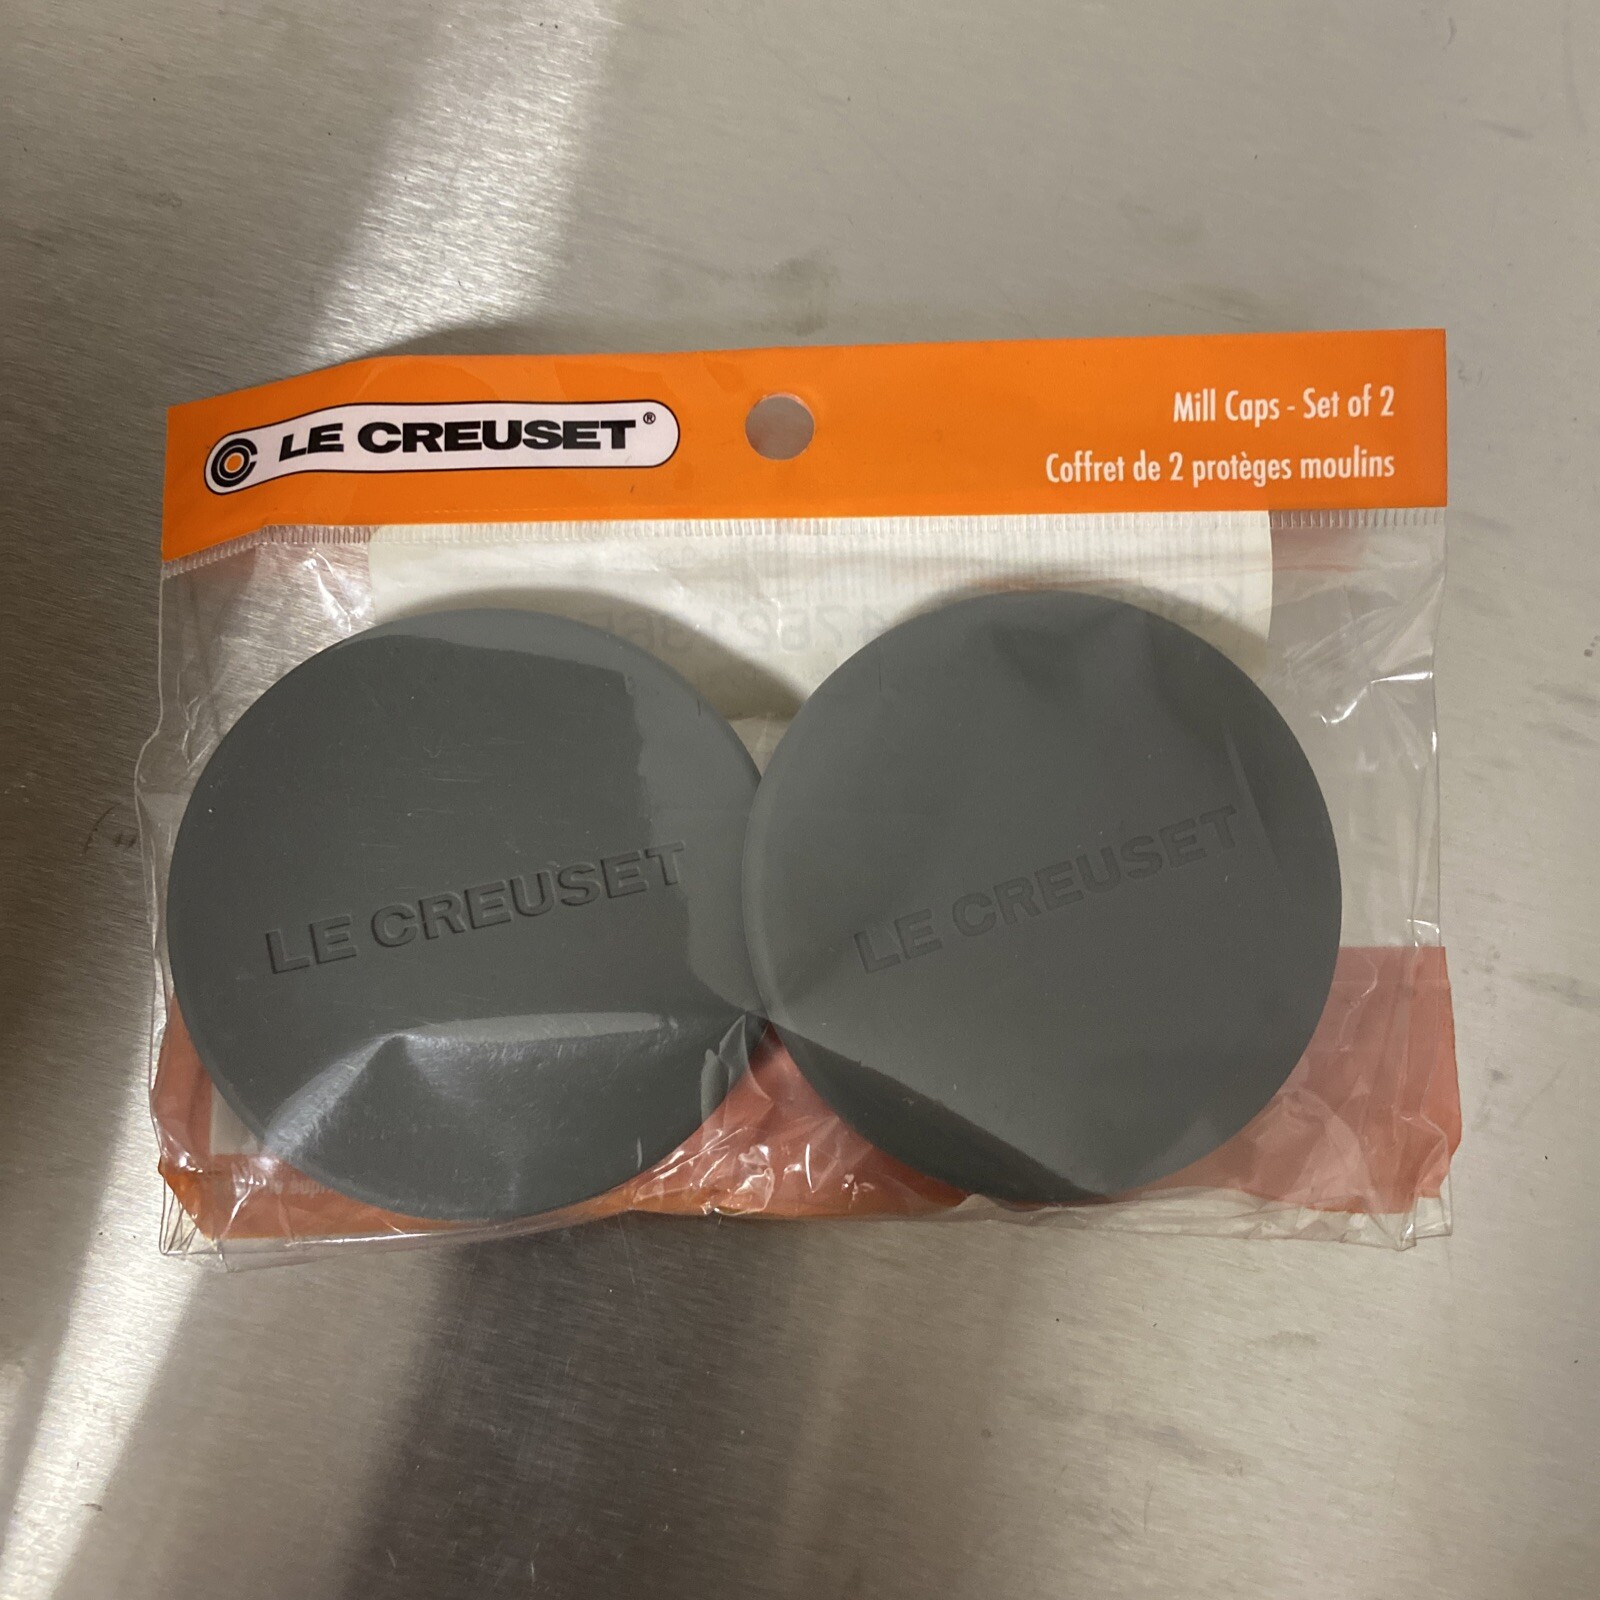 LE CREUSET®
Mill Caps - Set of 2
Coffret de 2 protèges moulins
LE CREUSET
LE CREUSET